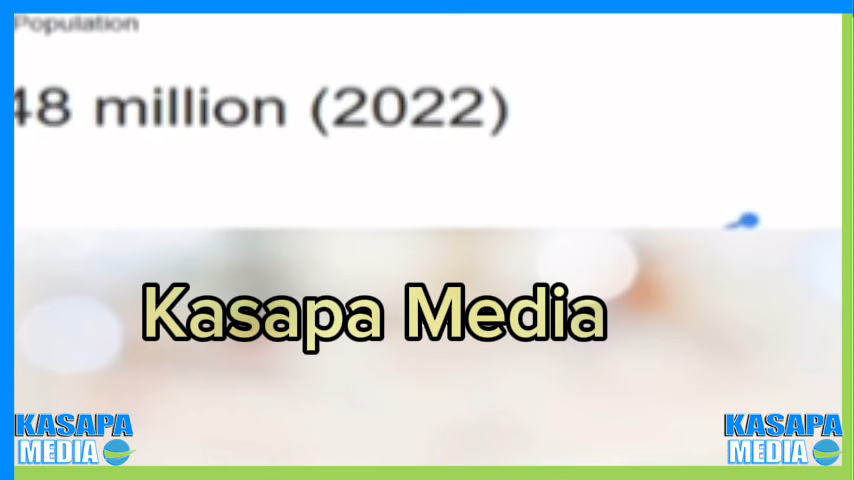 Population
48 million (2022)
Kasapa Media
KASAPA
MEDIA
KASAPA
MEDIA